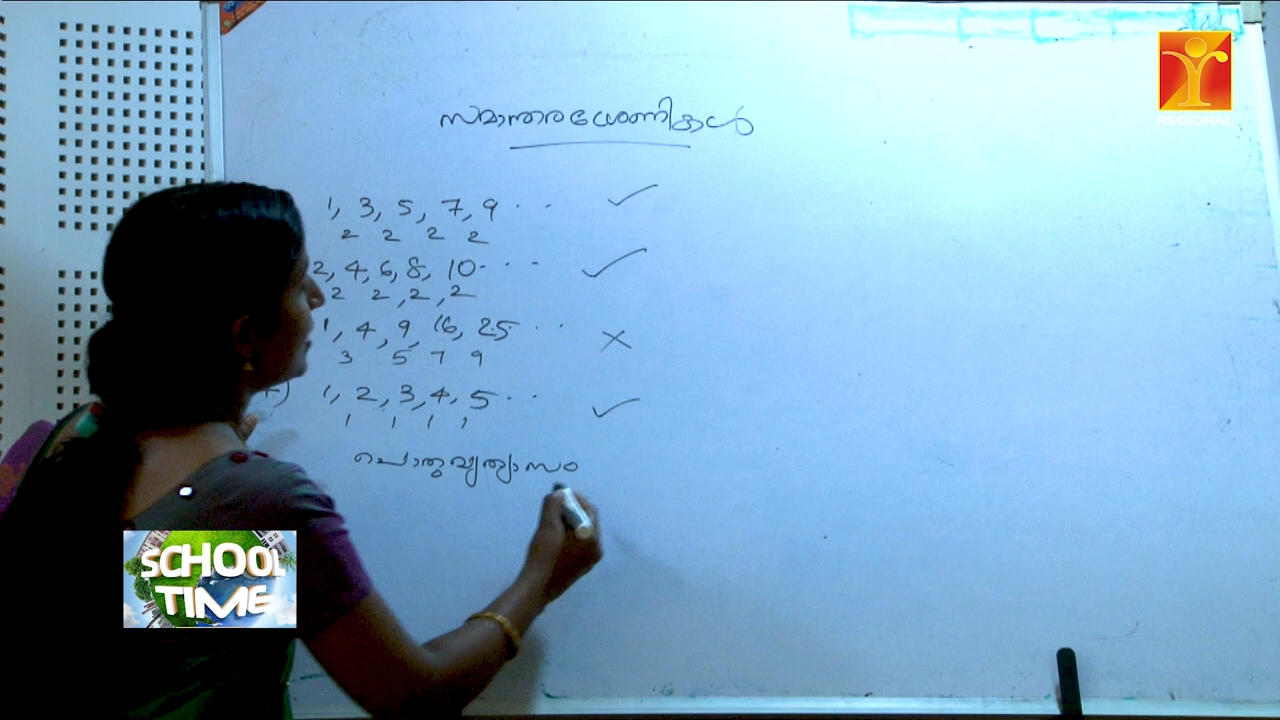 REGIONAL
സമാന്തരശ്രേണികൾ
1, 3, 5, 7, 9 . . ✓
2 2 2 2
2, 4, 6, 8, 10 . . . ✓
2 2, 2, 2
1, 4, 9, 16, 25 . . . ×
3 5 7 9
4) 1, 2, 3, 4, 5 . . ✓
1 1 1 1
പൊതുവ്യത്യാസം
SCHOOL
TIME